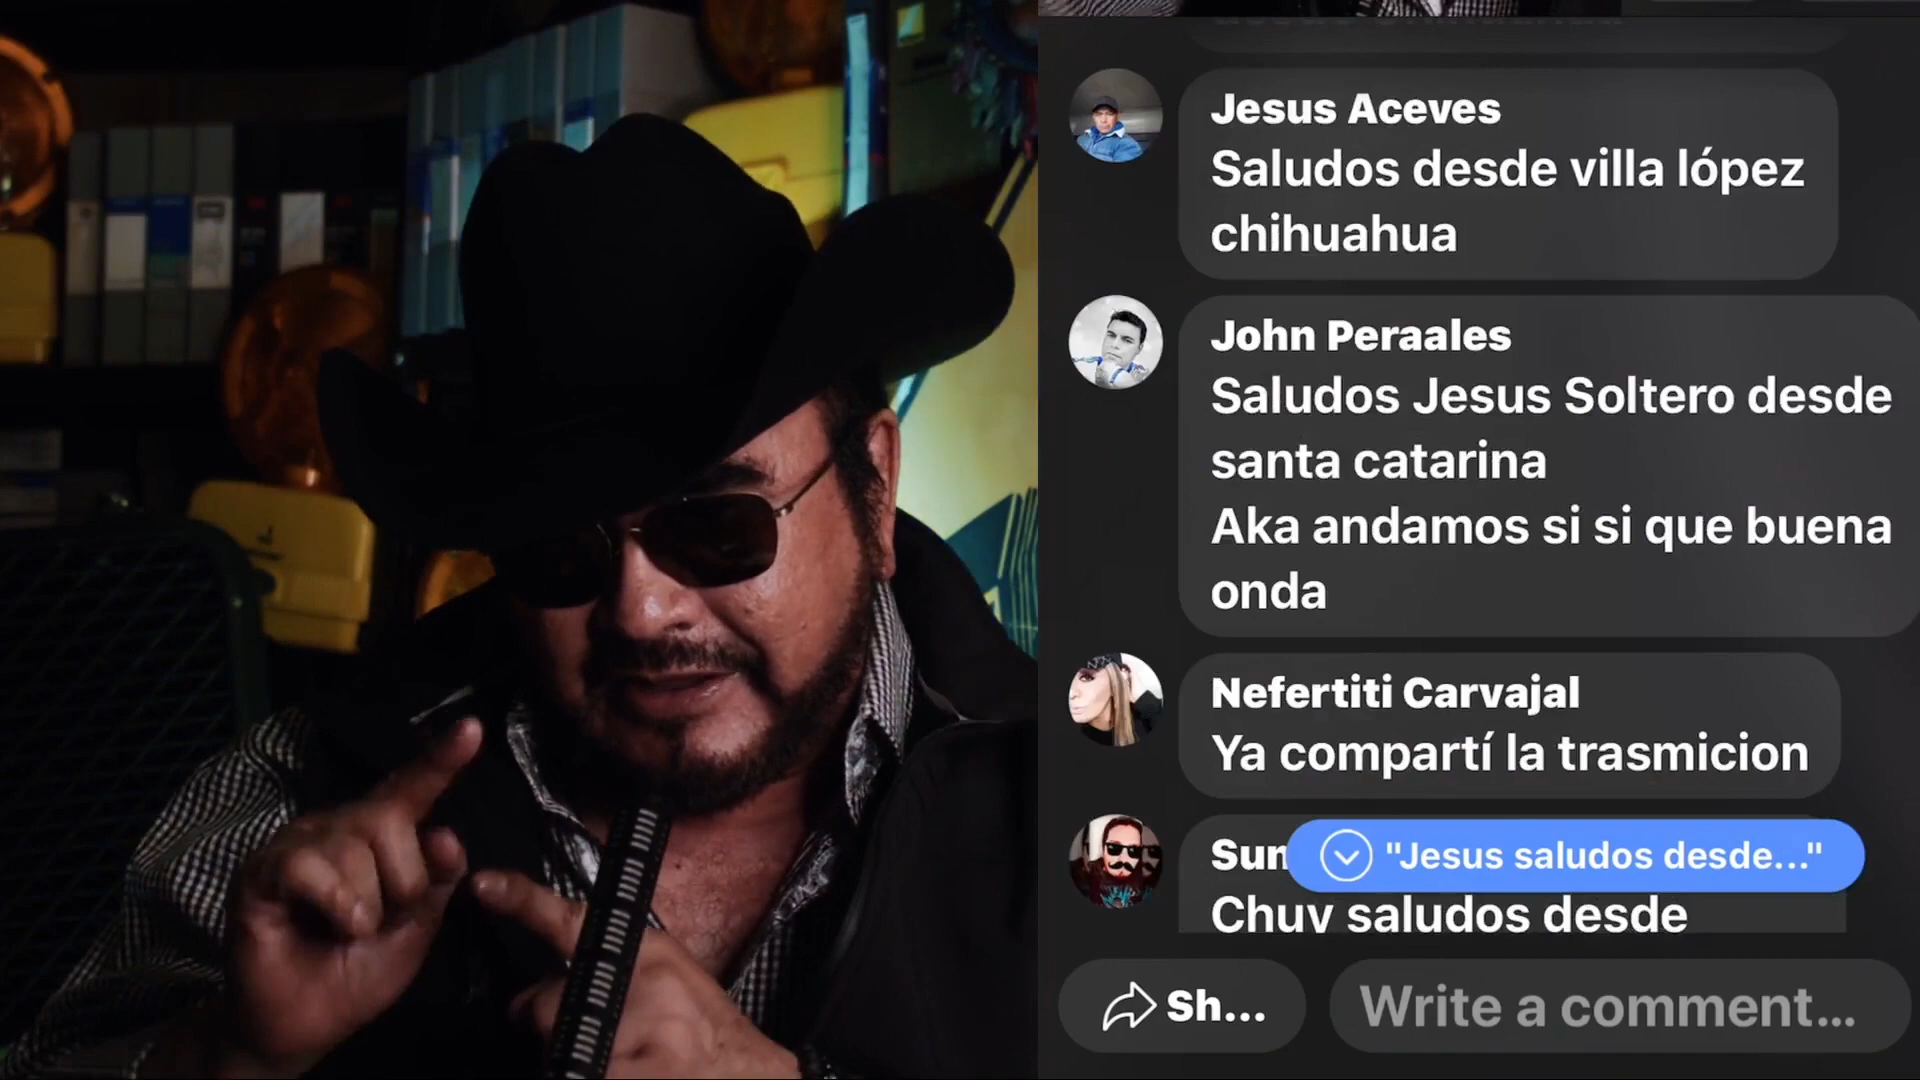 Jesus Aceves
Saludos desde villa lópez
chihuahua
John Peraales
Saludos Jesus Soltero desde
santa catarina
Aka andamos si si que buena
onda
Nefertiti Carvajal
Ya compartí la trasmicion
Sun
"Jesus saludos desde..."
Chuy saludos desde
Sh...
Write a comment...